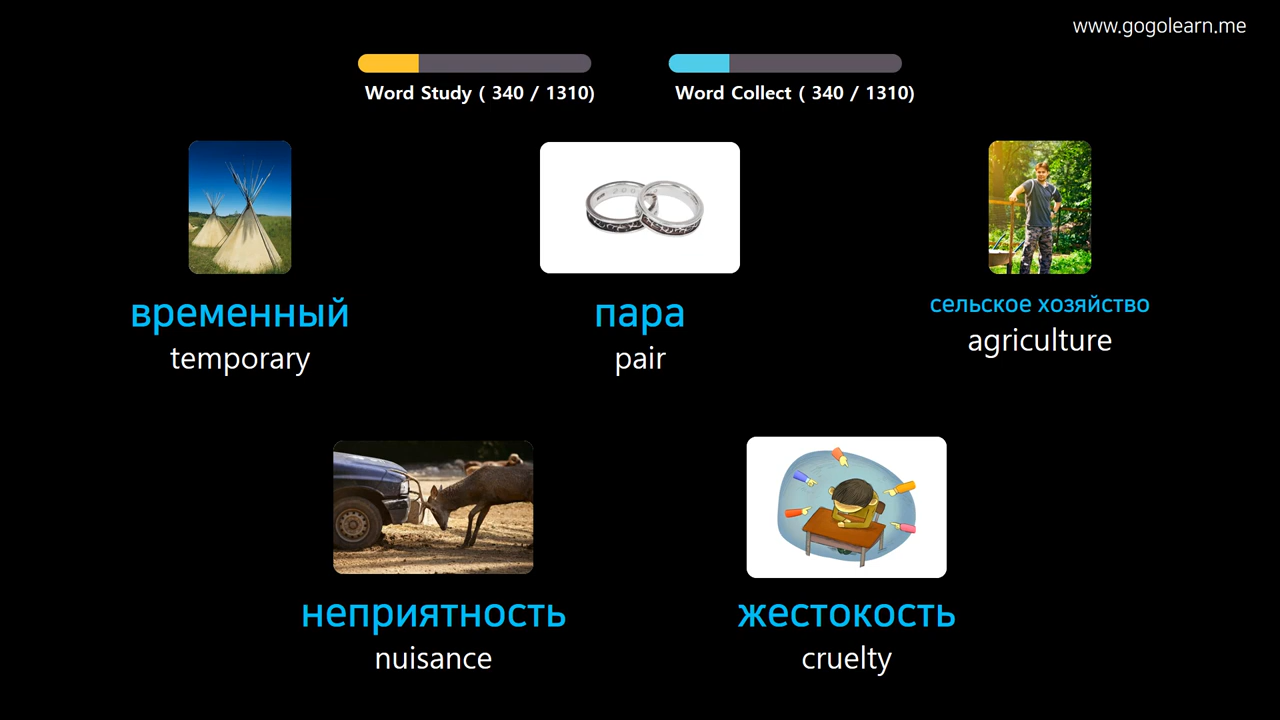 www.gogolearn.me
Word Study ( 340 / 1310)
Word Collect ( 340 / 1310)
временный
temporary
пара
pair
сельское хозяйство
agriculture
неприятность
nuisance
жестокость
cruelty